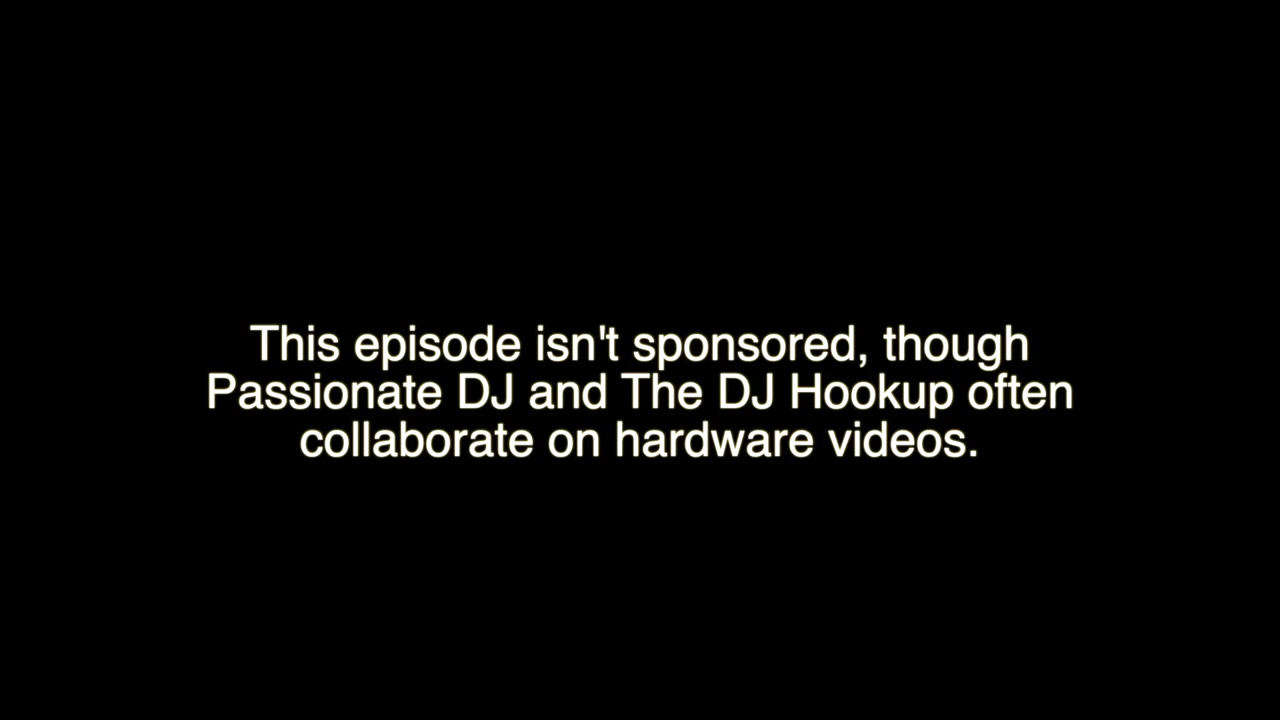 This episode isn't sponsored, though
Passionate DJ and The DJ Hookup often
collaborate on hardware videos.